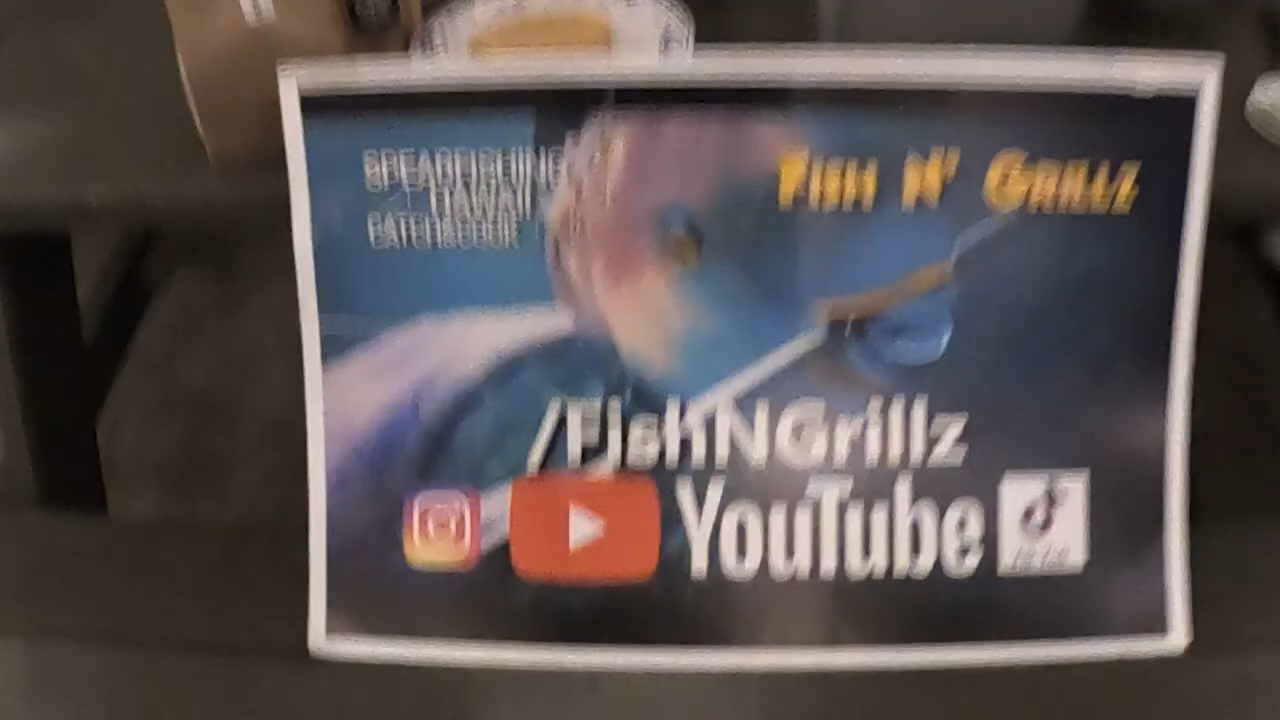 SPEARFISHING
HAWAII
CATCH&COOK
FISH N' GRILLZ
/FishNGrillz
YouTube